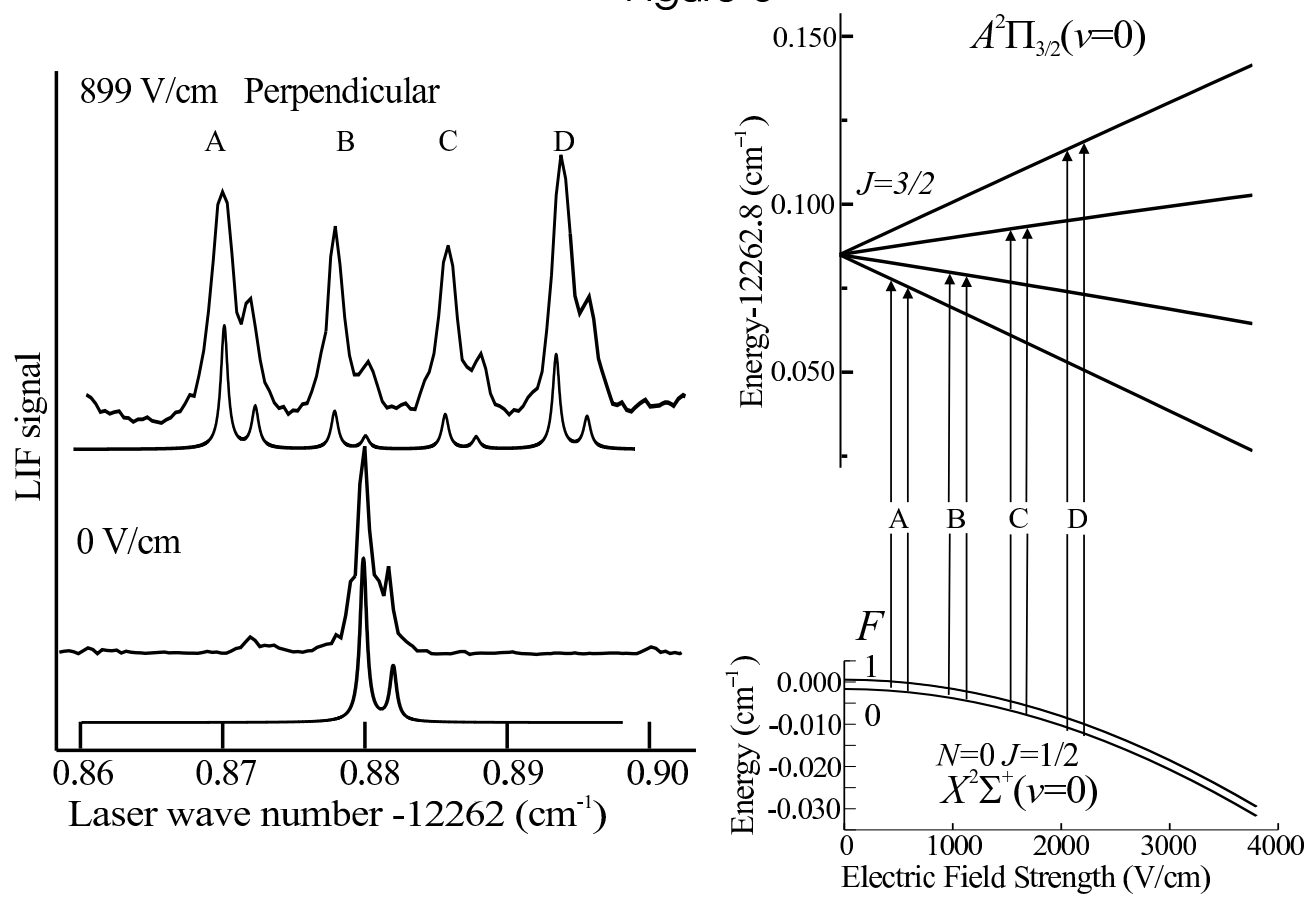 899 V/cm Perpendicular
A B C D
0 V/cm
LIF signal
0.86 0.87 0.88 0.89 0.90
Laser wave number -12262 (cm⁻¹)
A²Π₃/₂(v=0)
0.150
0.100
0.050
J=3/2
Energy-12262.8 (cm⁻¹)
A B C D
F
1
0
0.000
-0.010
-0.020
-0.030
Energy (cm⁻¹)
N=0 J=1/2
X²Σ⁺(v=0)
0 1000 2000 3000 4000
Electric Field Strength (V/cm)